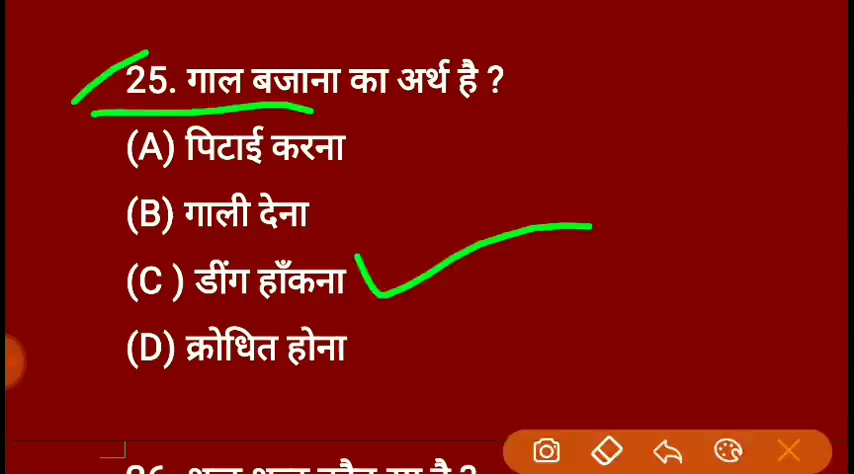 25. गाल बजाना का अर्थ है ?
(A) पिटाई करना
(B) गाली देना
(C ) डींग हाँकना
(D) क्रोधित होना